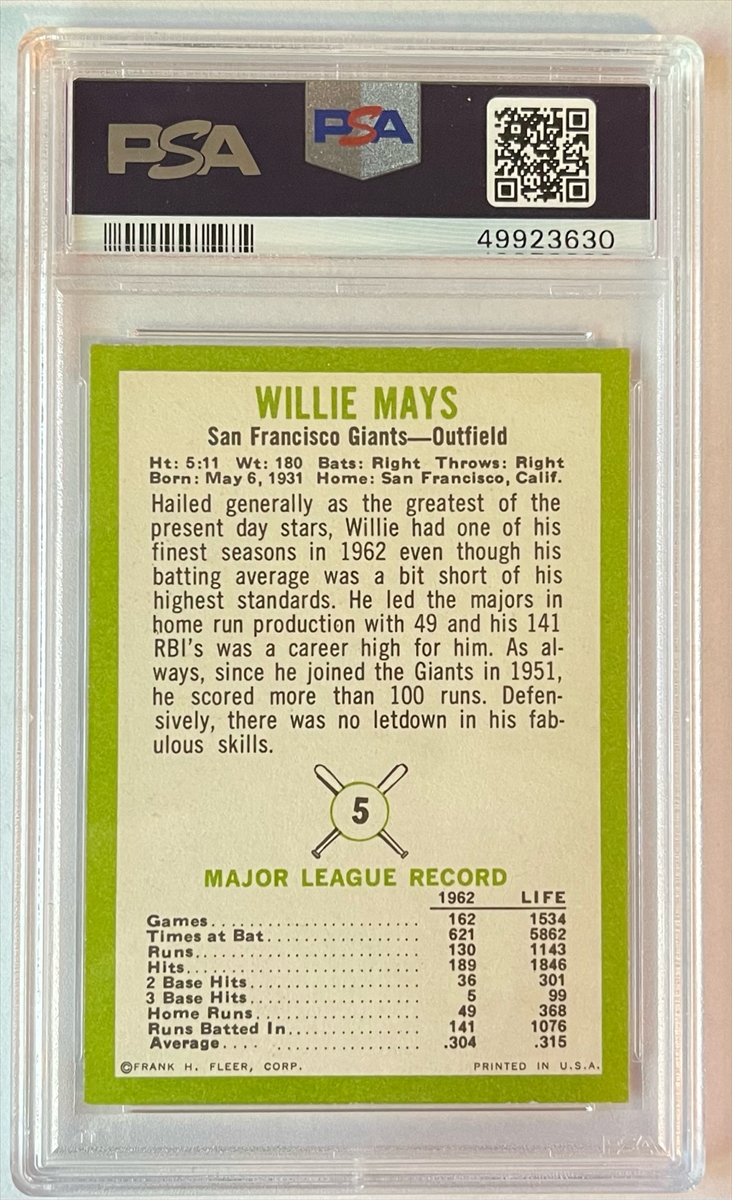 PSA
PSA
49923630
WILLIE MAYS
San Francisco Giants—Outfield
Ht: 5:11 Wt: 180 Bats: Right Throws: Right
Born: May 6, 1931 Home: San Francisco, Calif.
Hailed generally as the greatest of the
present day stars, Willie had one of his
finest seasons in 1962 even though his
batting average was a bit short of his
highest standards. He led the majors in
home run production with 49 and his 141
RBI's was a career high for him. As al-
ways, since he joined the Giants in 1951,
he scored more than 100 runs. Defen-
sively, there was no letdown in his fab-
ulous skills.
5
MAJOR LEAGUE RECORD
1962 LIFE
Games 162 1534
Times at Bat 621 5862
Runs 130 1143
Hits 189 1846
2 Base Hits 36 301
3 Base Hits 5 99
Home Runs 49 368
Runs Batted In 141 1076
Average .304 .315
©FRANK H. FLEER, CORP. PRINTED IN U.S.A.
PSA